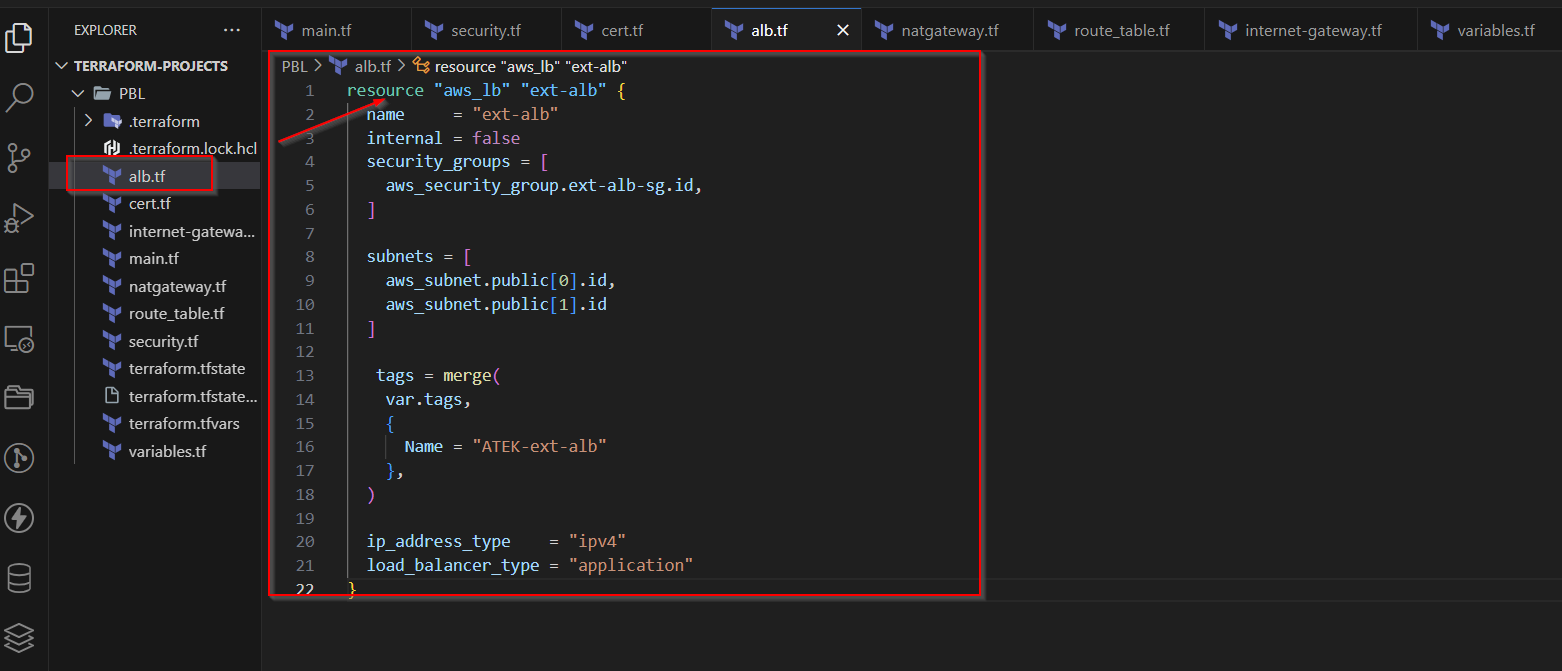 EXPLORER
...
TERRAFORM-PROJECTS
PBL
.terraform
.terraform.lock.hcl
alb.tf
cert.tf
internet-gatewa...
main.tf
natgateway.tf
route_table.tf
security.tf
terraform.tfstate
terraform.tfstate...
terraform.tfvars
variables.tf
main.tf security.tf cert.tf alb.tf natgateway.tf route_table.tf internet-gateway.tf variables.tf
PBL > alb.tf > resource "aws_lb" "ext-alb"
1 resource "aws_lb" "ext-alb" {
2 name     = "ext-alb"
3 internal = false
4 security_groups = [
5 aws_security_group.ext-alb-sg.id,
6 ]
7
8 subnets = [
9 aws_subnet.public[0].id,
10 aws_subnet.public[1].id
11 ]
12
13 tags = merge(
14 var.tags,
15 {
16 Name = "ATEK-ext-alb"
17 },
18 )
19
20 ip_address_type    = "ipv4"
21 load_balancer_type = "application"
22 }